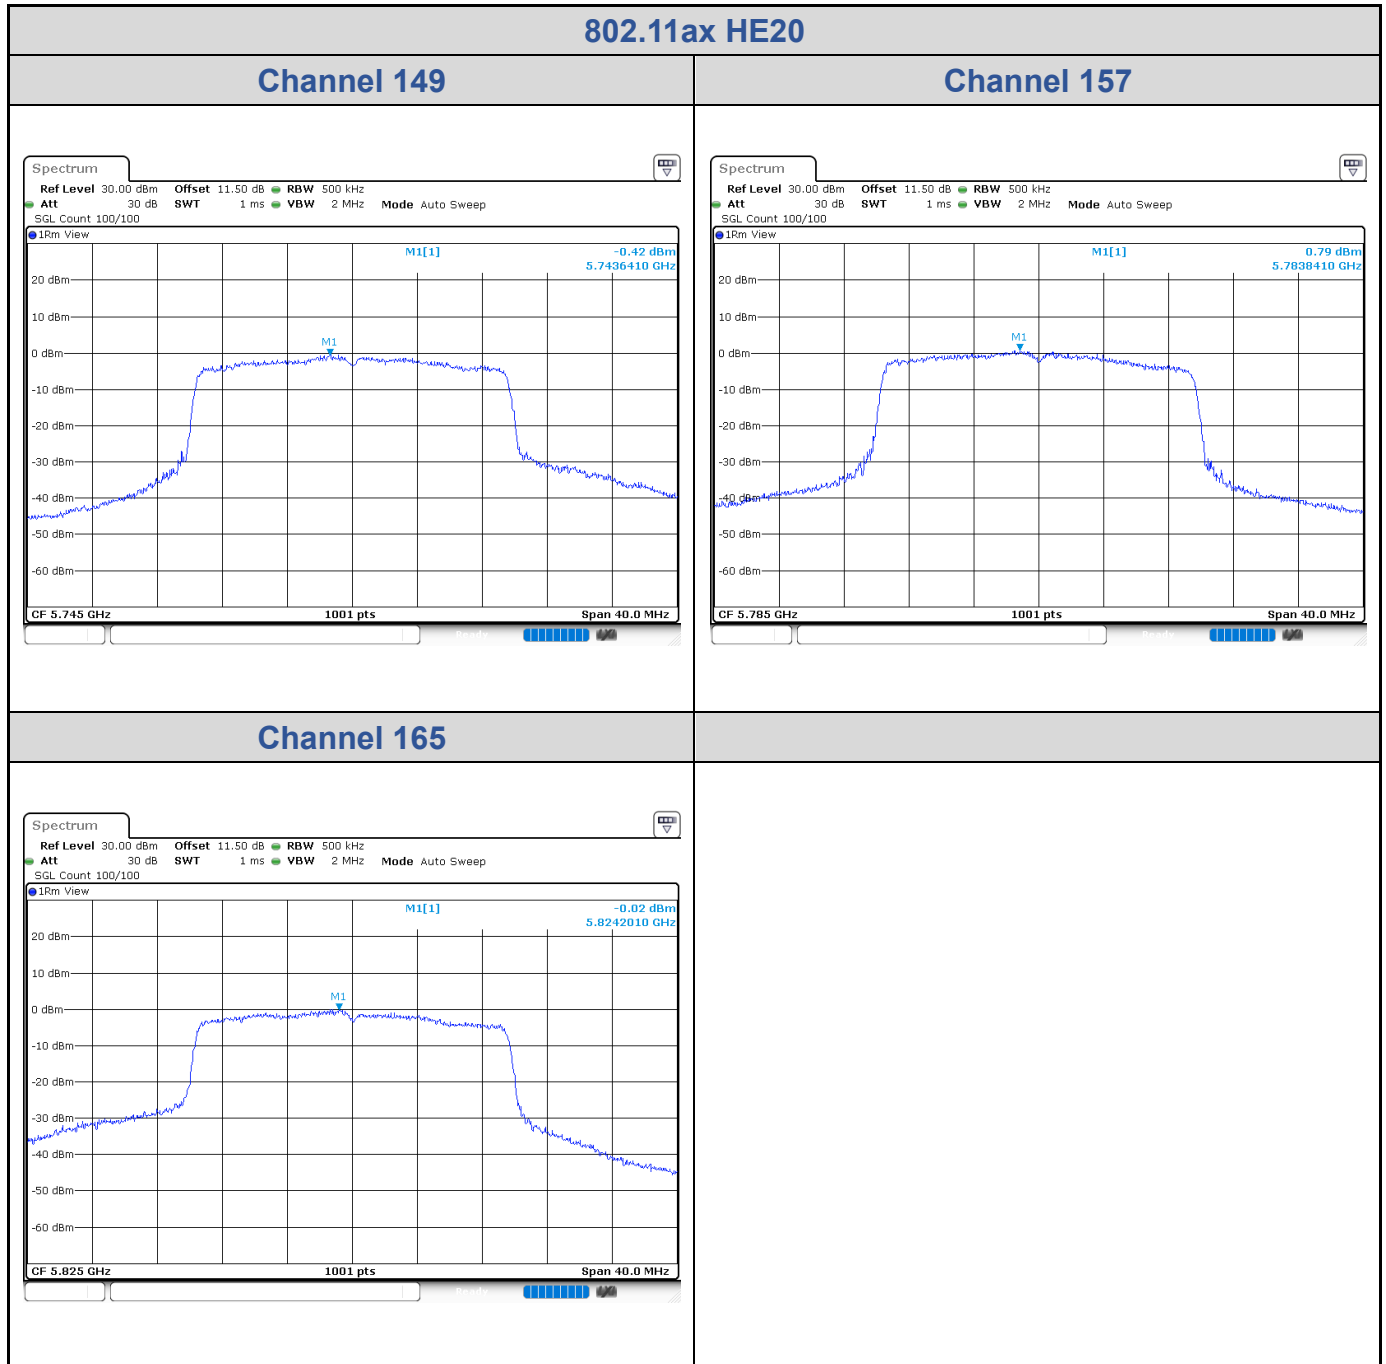 802.11ax HE20
Channel 149
Channel 157
Spectrum
Ref Level 30.00 dBm Offset 11.50 dB RBW 500 kHz
Att 30 dB SWT 1 ms VBW 2 MHz Mode Auto Sweep
SGL Count 100/100
1Rm View
M1[1] -0.42 dBm
5.7436410 GHz
20 dBm
10 dBm
M1
0 dBm
-10 dBm
-20 dBm
-30 dBm
-40 dBm
-50 dBm
-60 dBm
CF 5.745 GHz 1001 pts Span 40.0 MHz
Ready
Spectrum
Ref Level 30.00 dBm Offset 11.50 dB RBW 500 kHz
Att 30 dB SWT 1 ms VBW 2 MHz Mode Auto Sweep
SGL Count 100/100
1Rm View
M1[1] 0.79 dBm
5.7838410 GHz
20 dBm
10 dBm
M1
0 dBm
-10 dBm
-20 dBm
-30 dBm
-40 dBm
-50 dBm
-60 dBm
CF 5.785 GHz 1001 pts Span 40.0 MHz
Ready
Channel 165
Spectrum
Ref Level 30.00 dBm Offset 11.50 dB RBW 500 kHz
Att 30 dB SWT 1 ms VBW 2 MHz Mode Auto Sweep
SGL Count 100/100
1Rm View
M1[1] -0.02 dBm
5.8242010 GHz
20 dBm
10 dBm
M1
0 dBm
-10 dBm
-20 dBm
-30 dBm
-40 dBm
-50 dBm
-60 dBm
CF 5.825 GHz 1001 pts Span 40.0 MHz
Ready